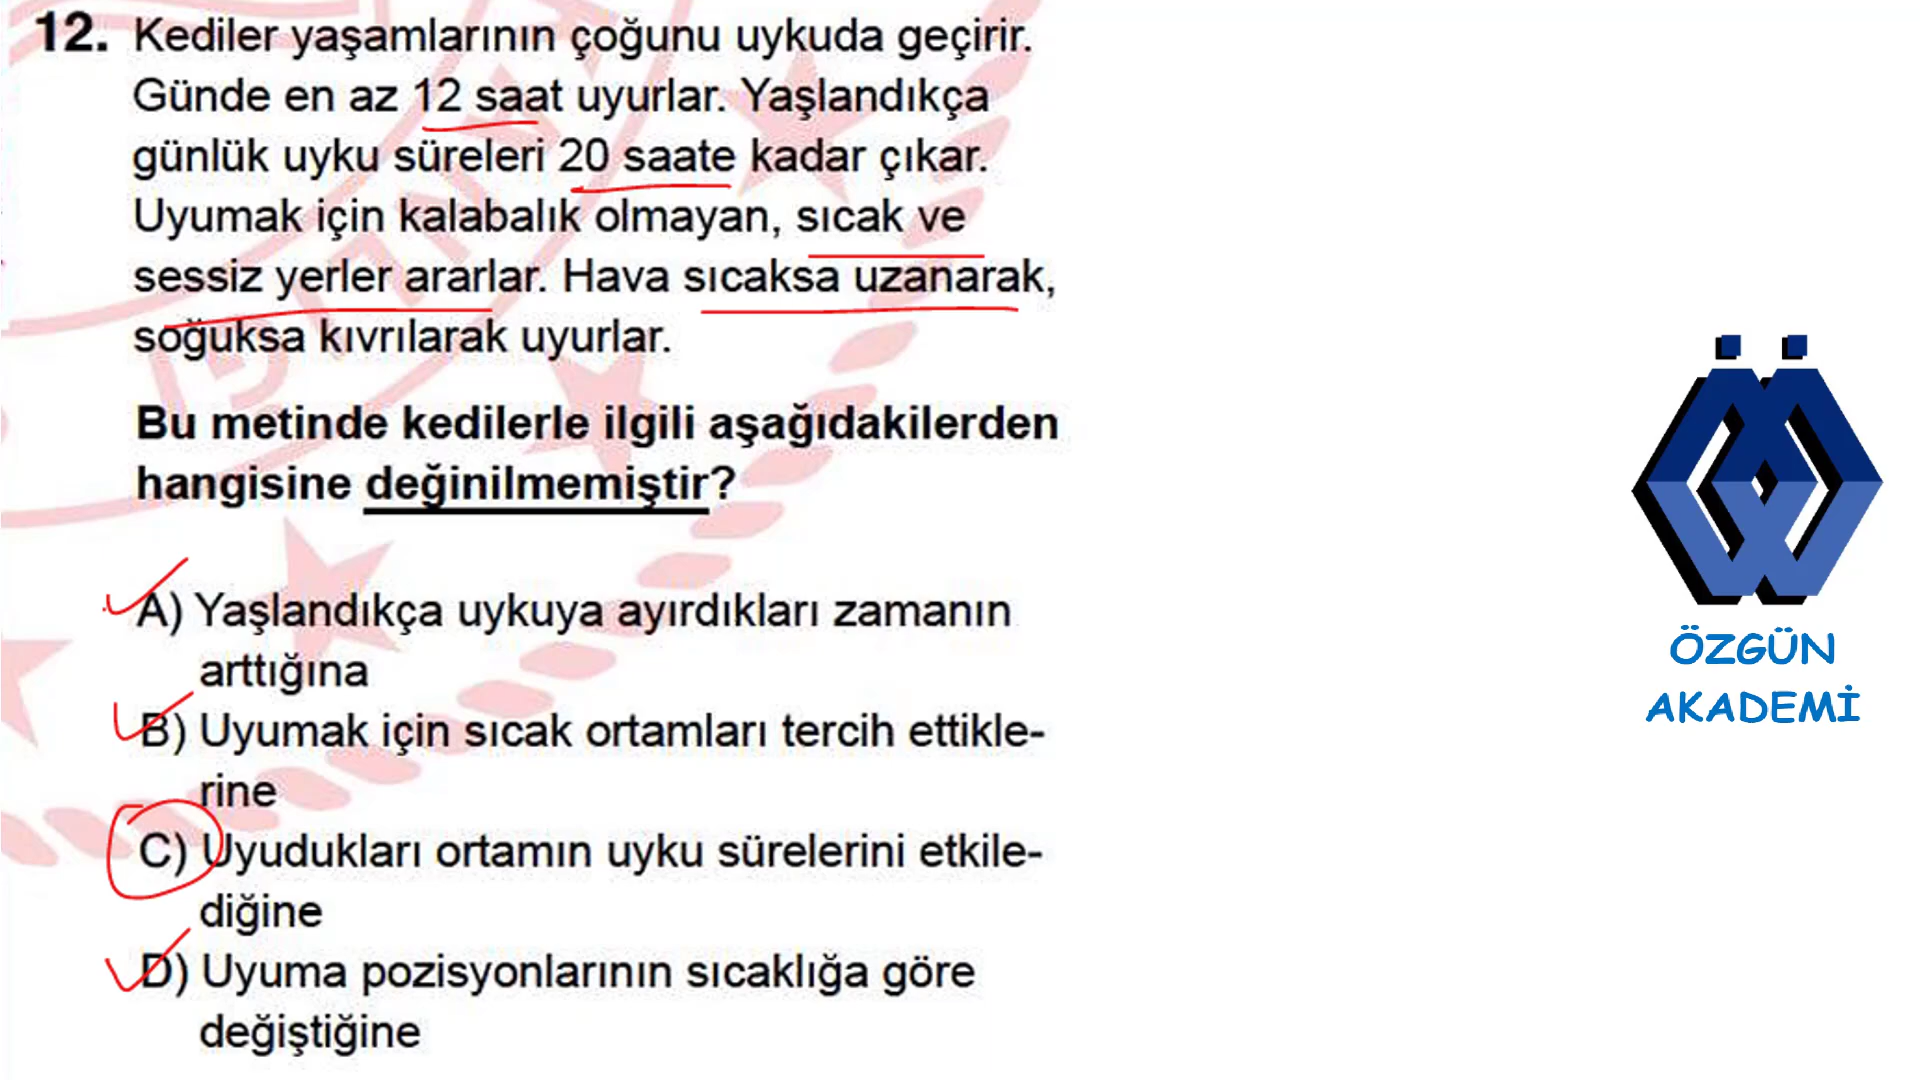 12. Kediler yaşamlarının çoğunu uykuda geçirir.
Günde en az 12 saat uyurlar. Yaşlandıkça
günlük uyku süreleri 20 saate kadar çıkar.
Uyumak için kalabalık olmayan, sıcak ve
sessiz yerler ararlar. Hava sıcaksa uzanarak,
soğuksa kıvrılarak uyurlar.
Bu metinde kedilerle ilgili aşağıdakilerden
hangisine değinilmemiştir?
A) Yaşlandıkça uykuya ayırdıkları zamanın
arttığına
B) Uyumak için sıcak ortamları tercih ettikle-
rine
C) Uyudukları ortamın uyku sürelerini etkile-
diğine
D) Uyuma pozisyonlarının sıcaklığa göre
değiştiğine
ÖZGÜN
AKADEMİ